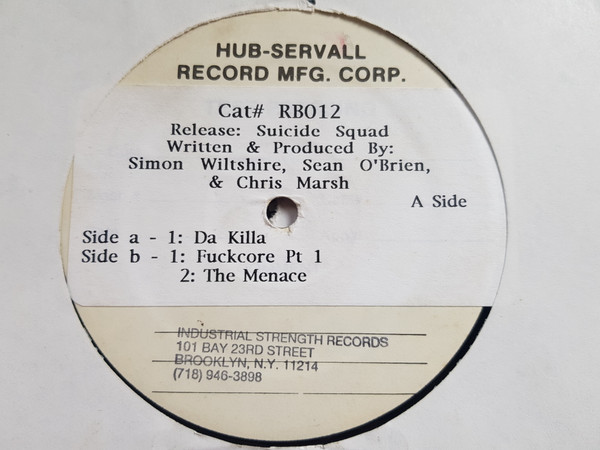 HUB-SERVALL
RECORD MFG. CORP.
Cat# RB012
Release: Suicide Squad
Written & Produced By:
Simon Wiltshire, Sean O'Brien,
& Chris Marsh
A Side
Side a - 1: Da Killa
Side b - 1: Fuckcore Pt 1
2: The Menace
INDUSTRIAL STRENGTH RECORDS
101 BAY 23RD STREET
BROOKLYN, N.Y. 11214
(718) 946-3898